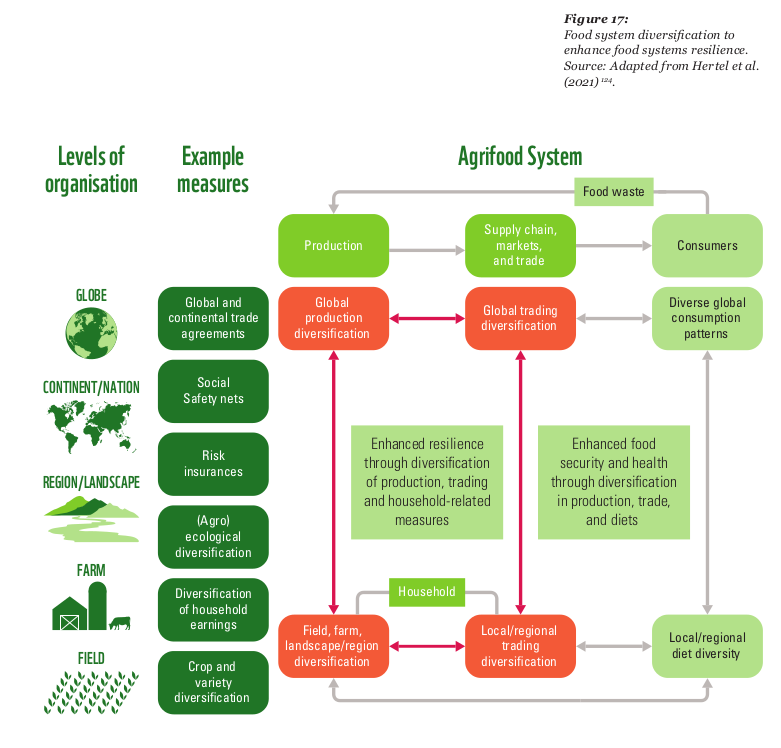 Figure 17:
Food system diversification to
enhance food systems resilience.
Source: Adapted from Hertel et al.
(2021) 124.
Levels of
organisation
Example
measures
Agrifood System
Food waste
Production
Supply chain,
markets,
and trade
Consumers
GLOBE
Global and
continental trade
agreements
Global
production
diversification
Global trading
diversification
Diverse global
consumption
patterns
CONTINENT/NATION
Social
Safety nets
Risk
insurances
Enhanced resilience
through diversification
of production, trading
and household-related
measures
Enhanced food
security and health
through diversification
in production, trade,
and diets
REGION/LANDSCAPE
(Agro)
ecological
diversification
FARM
Diversification
of household
earnings
Household
Field, farm,
landscape/region
diversification
Local/regional
trading
diversification
Local/regional
diet diversity
FIELD
Crop and
variety
diversification